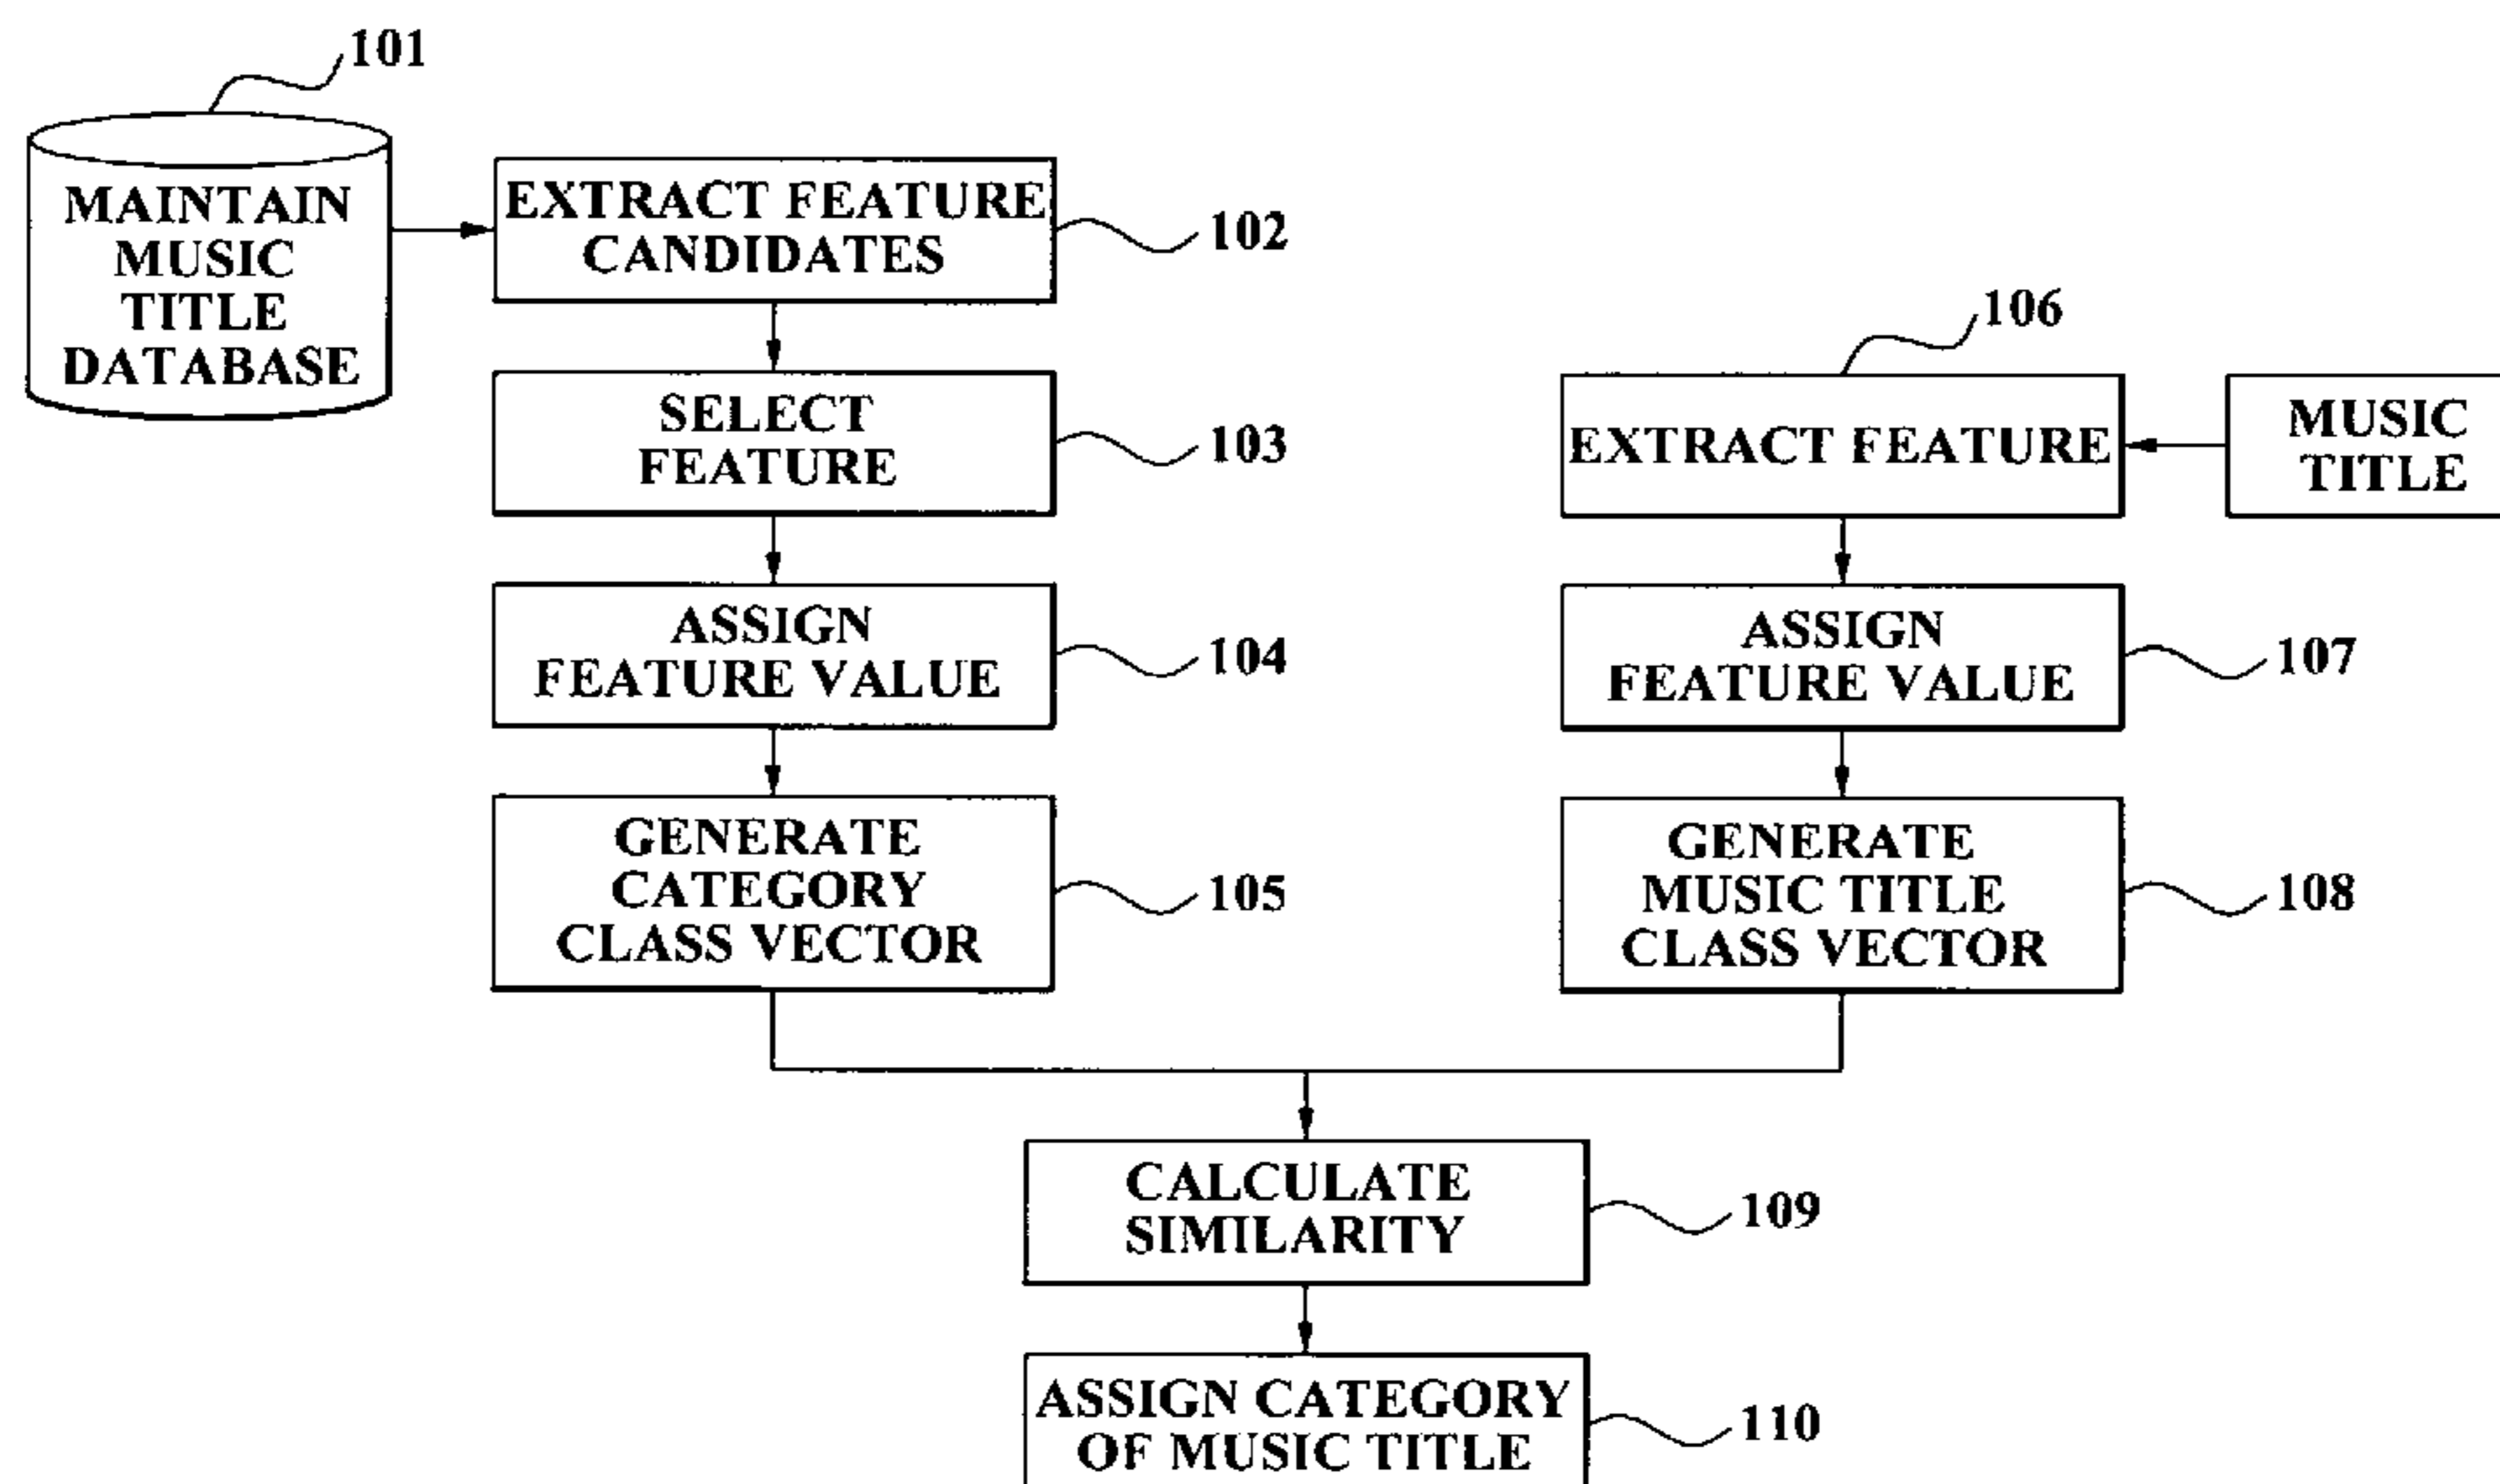 101
MAINTAIN
MUSIC
TITLE
DATABASE
EXTRACT FEATURE
CANDIDATES
102
SELECT
FEATURE
103
ASSIGN
FEATURE VALUE
104
GENERATE
CATEGORY
CLASS VECTOR
105
106
EXTRACT FEATURE
MUSIC
TITLE
ASSIGN
FEATURE VALUE
107
GENERATE
MUSIC TITLE
CLASS VECTOR
108
CALCULATE
SIMILARITY
109
ASSIGN CATEGORY
OF MUSIC TITLE
110